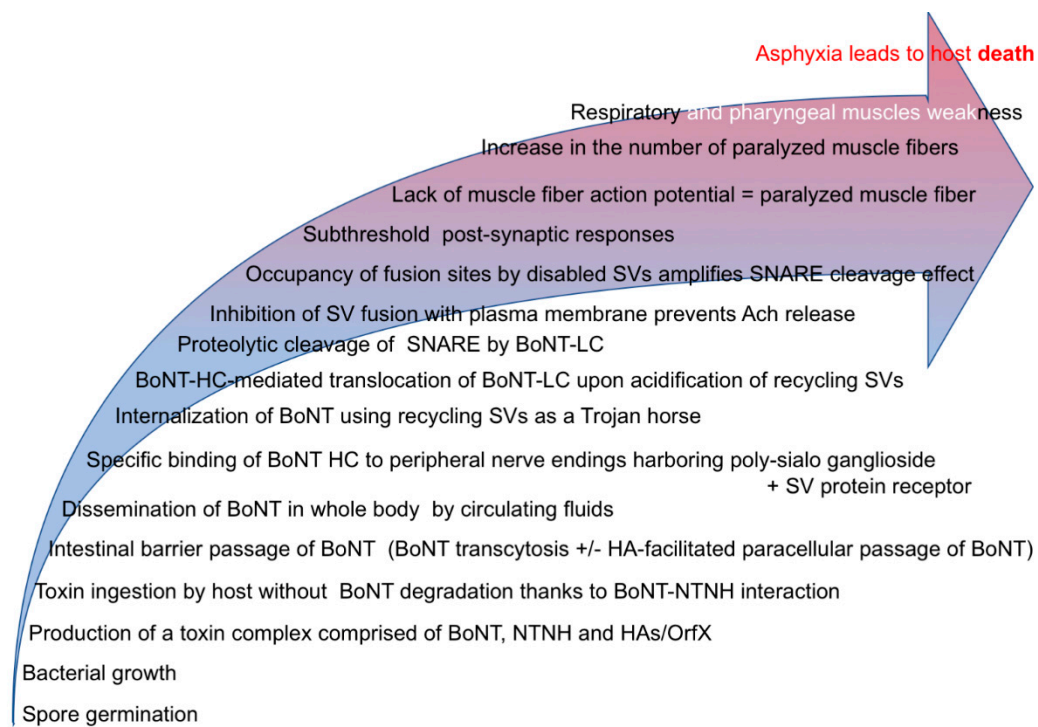 Asphyxia leads to host death
Respiratory and pharyngeal muscles weakness
Increase in the number of paralyzed muscle fibers
Lack of muscle fiber action potential = paralyzed muscle fiber
Subthreshold post-synaptic responses
Occupancy of fusion sites by disabled SVs amplifies SNARE cleavage effect
Inhibition of SV fusion with plasma membrane prevents Ach release
Proteolytic cleavage of SNARE by BoNT-LC
BoNT-HC-mediated translocation of BoNT-LC upon acidification of recycling SVs
Internalization of BoNT using recycling SVs as a Trojan horse
Specific binding of BoNT HC to peripheral nerve endings harboring poly-sialo ganglioside
+ SV protein receptor
Dissemination of BoNT in whole body by circulating fluids
Intestinal barrier passage of BoNT (BoNT transcytosis +/- HA-facilitated paracellular passage of BoNT)
Toxin ingestion by host without BoNT degradation thanks to BoNT-NTNH interaction
Production of a toxin complex comprised of BoNT, NTNH and HAs/OrfX
Bacterial growth
Spore germination